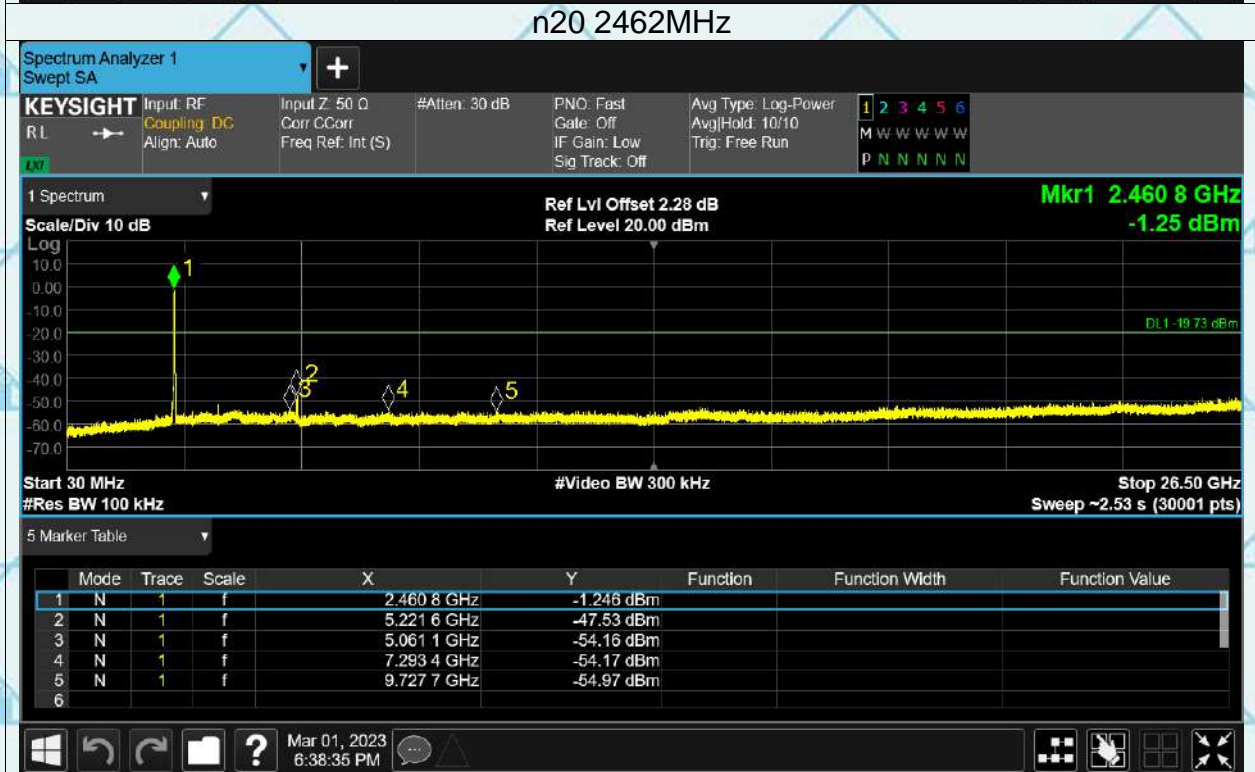 n20 2462MHz
Spectrum Analyzer 1
Swept SA
+
KEYSIGHT
RL
LXI
Input: RF
Coupling: DC
Align: Auto
Input Z: 50 Ω
Corr CCorr
Freq Ref: Int (S)
#Atten: 30 dB
PNO: Fast
Gate: Off
IF Gain: Low
Sig Track: Off
Avg Type: Log-Power
Avg|Hold: 10/10
Trig: Free Run
1 2 3 4 5 6
M W W W W W
P N N N N N
1 Spectrum
Scale/Div 10 dB
Ref Lvl Offset 2.28 dB
Ref Level 20.00 dBm
Mkr1 2.460 8 GHz
-1.25 dBm
Log
10.0
0.00
-10.0
-20.0
-30.0
-40.0
-50.0
-60.0
-70.0
1
2
3
4
5
DL1 -19.73 dBm
Start 30 MHz
#Res BW 100 kHz
#Video BW 300 kHz
Stop 26.50 GHz
Sweep ~2.53 s (30001 pts)
5 Marker Table
Mode Trace Scale X Y Function Function Width Function Value
1 N 1 f 2.460 8 GHz -1.246 dBm
2 N 1 f 5.221 6 GHz -47.53 dBm
3 N 1 f 5.061 1 GHz -54.16 dBm
4 N 1 f 7.293 4 GHz -54.17 dBm
5 N 1 f 9.727 7 GHz -54.97 dBm
6
?
Mar 01, 2023
6:38:35 PM